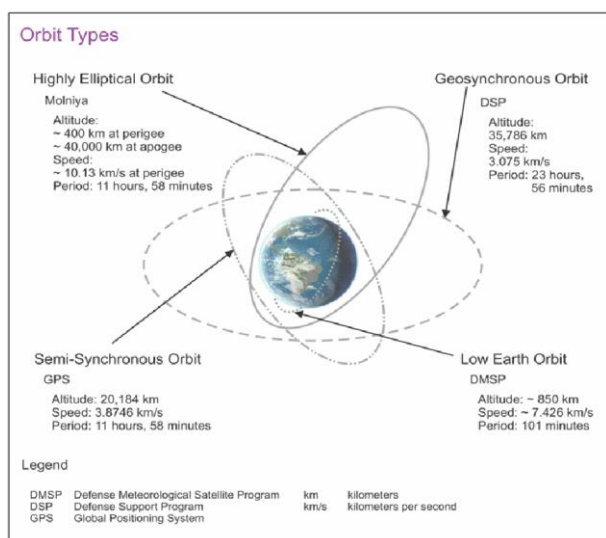 Orbit Types
Highly Elliptical Orbit
Molniya
Altitude:
~ 400 km at perigee
~ 40,000 km at apogee
Speed:
~ 10.13 km/s at perigee
Period: 11 hours, 58 minutes
Geosynchronous Orbit
DSP
Altitude:
35,786 km
Speed:
3.075 km/s
Period: 23 hours,
56 minutes
Semi-Synchronous Orbit
GPS
Altitude: 20,184 km
Speed: 3.8746 km/s
Period: 11 hours, 58 minutes
Low Earth Orbit
DMSP
Altitude: ~ 850 km
Speed: ~ 7.426 km/s
Period: 101 minutes
Legend
DMSP Defense Meteorological Satellite Program km kilometers
DSP Defense Support Program km/s kilometers per second
GPS Global Positioning System